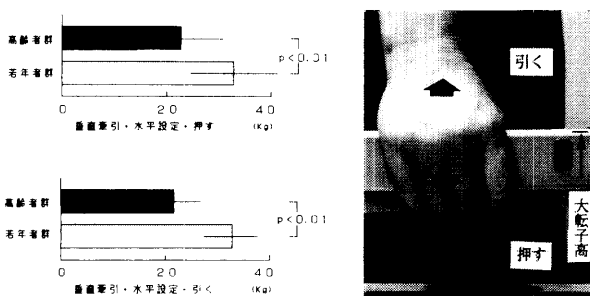 高齢者群
若年者群
p<0.01
0 20 40
垂直牽引・水平設定・押す (Kg)
高齢者群
若年者群
p<0.01
0 20 40
垂直牽引・水平設定・引く (Kg)
引く
大転子高
押す